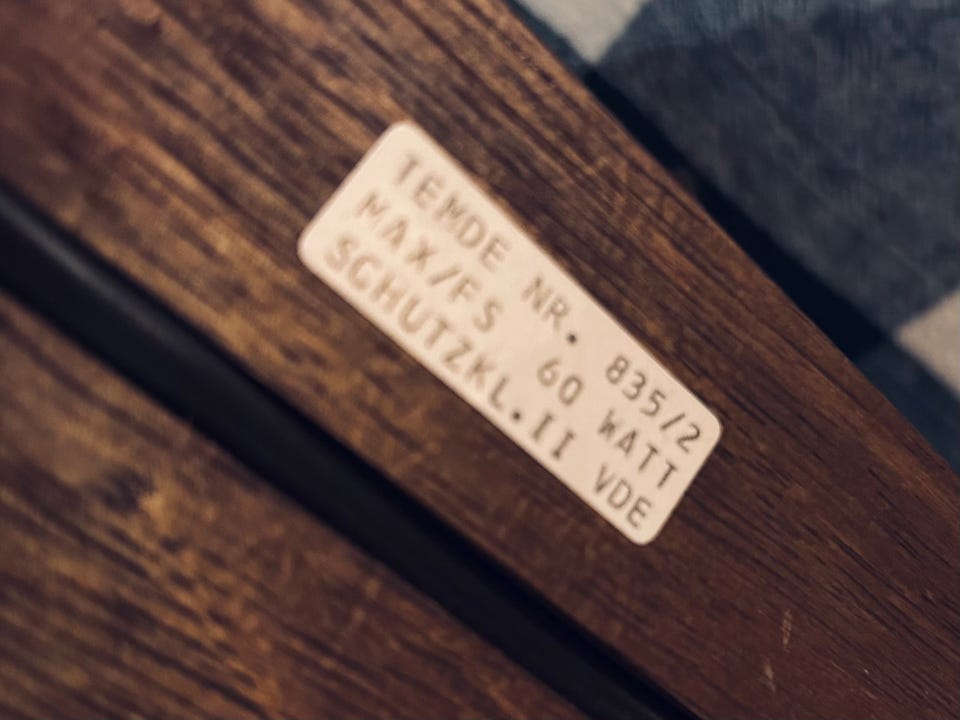 TEMDE NR. 835/2
MAX/FS 60 WATT
SCHUTZKL.II VDE